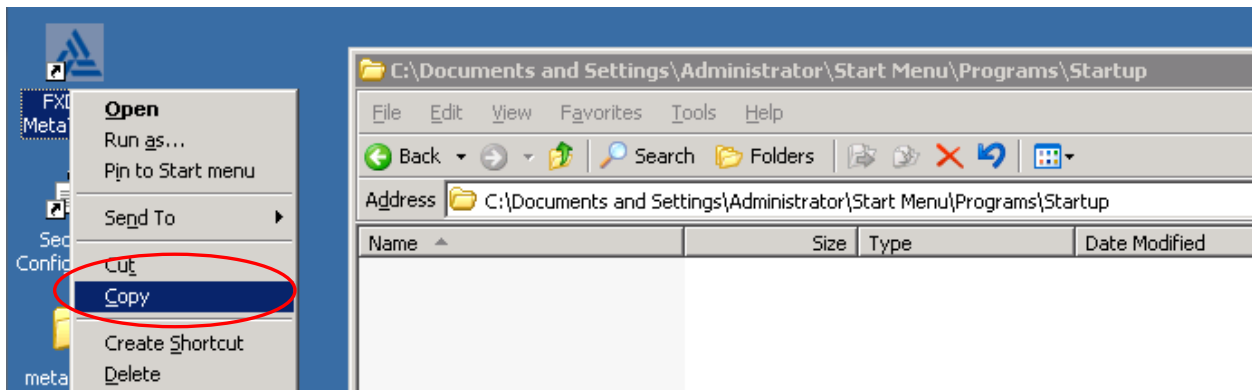 FXD
Meta
Sec
Config
meta
Open
Run as...
Pin to Start menu
Send To
Cut
Copy
Create Shortcut
Delete
C:\Documents and Settings\Administrator\Start Menu\Programs\Startup
File Edit View Favorites Tools Help
Back Search Folders
Address C:\Documents and Settings\Administrator\Start Menu\Programs\Startup
Name Size Type Date Modified